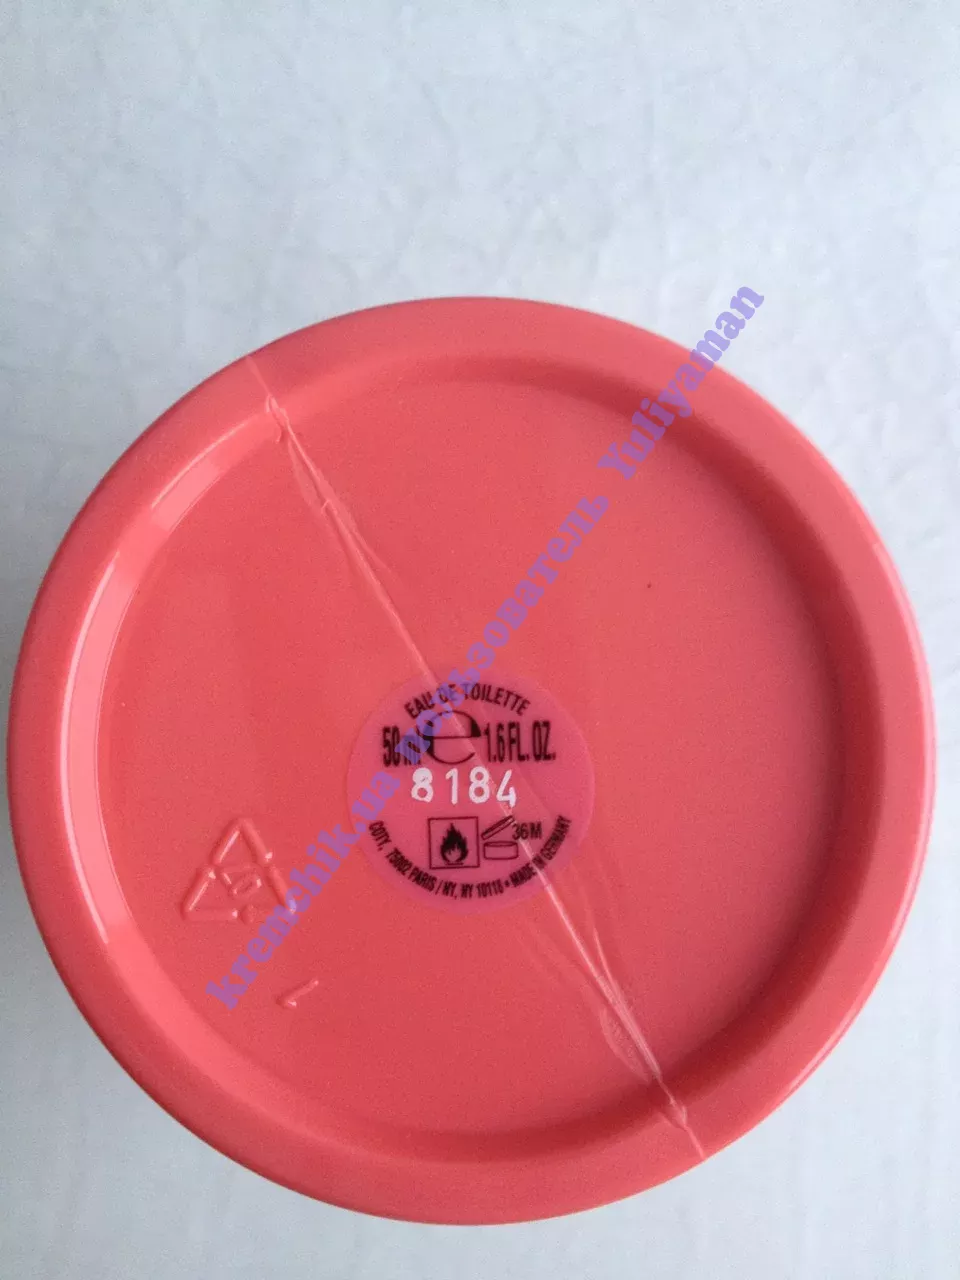 EAU DE TOILETTE
50 ml e 1.6 FL. OZ.
8184
36M
COTY, 75002 PARIS / NY, NY 10118 • MADE IN GERMANY
1
kremchik.ua пользователь Yuliyaman